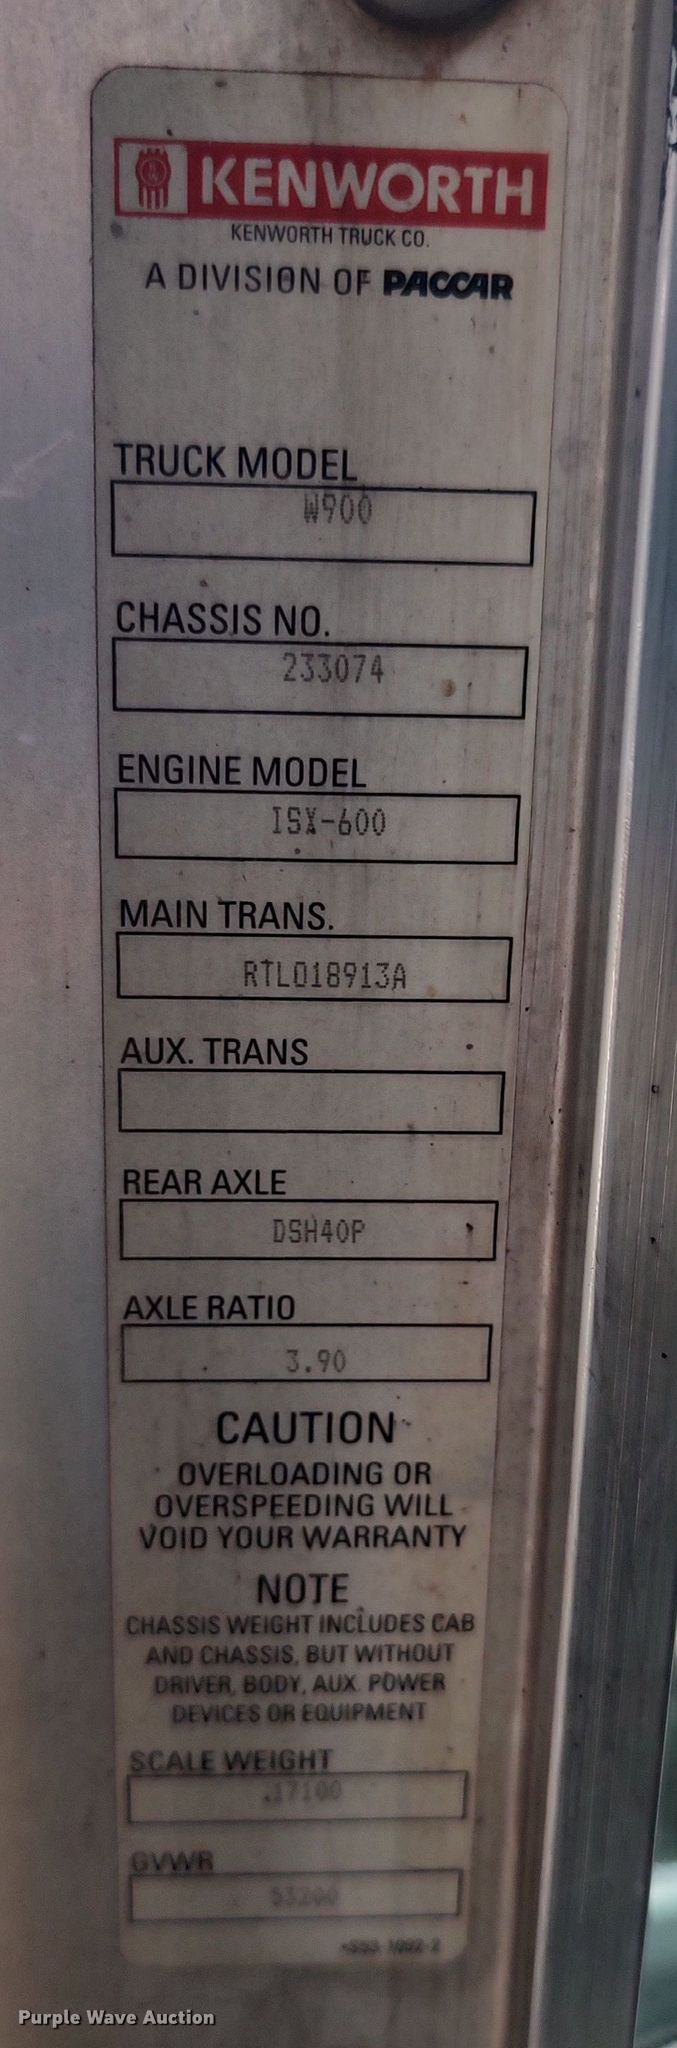 KENWORTH
KENWORTH TRUCK CO.
A DIVISION OF PACCAR
TRUCK MODEL
W900
CHASSIS NO.
233074
ENGINE MODEL
ISX-600
MAIN TRANS.
RTLO18913A
AUX. TRANS
REAR AXLE
DSH40P
AXLE RATIO
3.90
CAUTION
OVERLOADING OR
OVERSPEEDING WILL
VOID YOUR WARRANTY
NOTE
CHASSIS WEIGHT INCLUDES CAB
AND CHASSIS, BUT WITHOUT
DRIVER, BODY, AUX. POWER
DEVICES OR EQUIPMENT
SCALE WEIGHT
17100
GVWR
53200
Purple Wave Auction